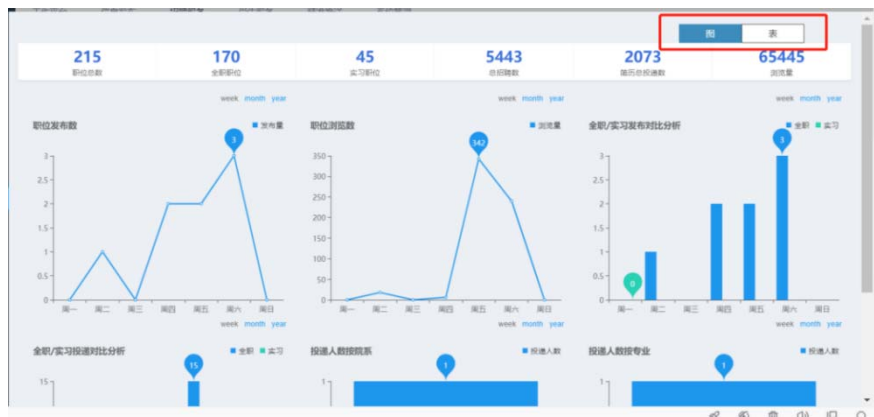 图 表
215 170 45 5443 2073 65445
职位总数 全职职位 实习职位 总招聘数 简历总投递数 浏览量
week month year week month year week month year
职位发布数 发布量 职位浏览数 浏览量 全职/实习发布对比分析 全职 实习
3 342 3
3 350 3
2.5 300 2.5
2 250 2
200
1.5 1.5
150
1 1
100
0.5 50 0.5 0
0 0 0
周一 周二 周三 周四 周五 周六 周日 周一 周二 周三 周四 周五 周六 周日 周一 周二 周三 周四 周五 周六 周日
week month year week month year week month year
全职/实习投递对比分析 全职 实习 投递人数按院系 投递人数 投递人数按专业 投递人数
15 1 1
15 1 1